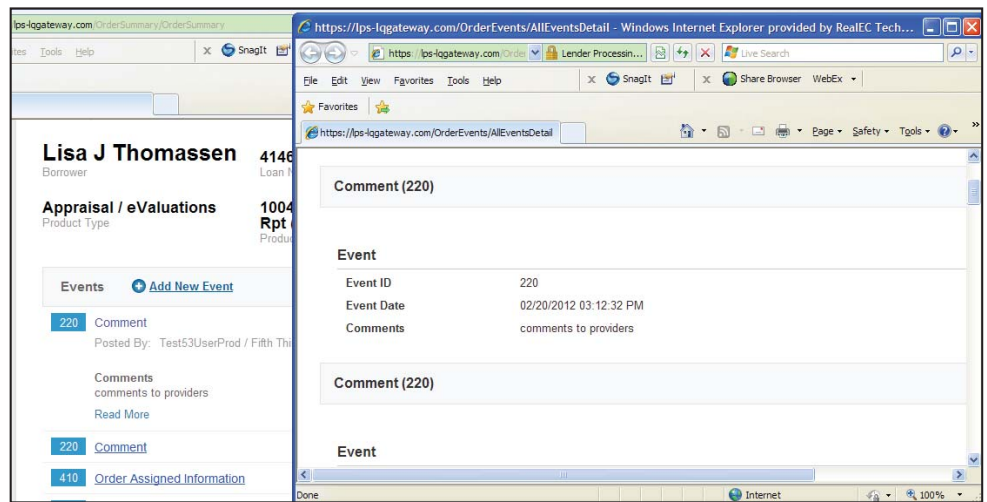 lps-lqgateway.com/OrderSummary/OrderSummary
Tools Help
x SnagIt
Lisa J Thomassen
4146
Borrower
Loan
Appraisal / eValuations
1004
Product Type
Rpt
Events Add New Event
220 Comment
Posted By: Test53UserProd / Fifth
Comments
comments to providers
Read More
220 Comment
410 Order Assigned Information
https://lps-lqgateway.com/OrderEvents/AllEventsDetail - Windows Internet Explorer provided by RealEC Tech...
https://lps-lqgateway.com/Order Lender Processin... Live Search
File Edit View Favorites Tools Help x SnagIt x Share Browser WebEx
Favorites
https://lps-lqgateway.com/OrderEvents/AllEventsDetail Page Safety Tools »
Comment (220)
Event
Event ID 220
Event Date 02/20/2012 03:12:32 PM
Comments comments to providers
Comment (220)
Event
Done Internet 100%